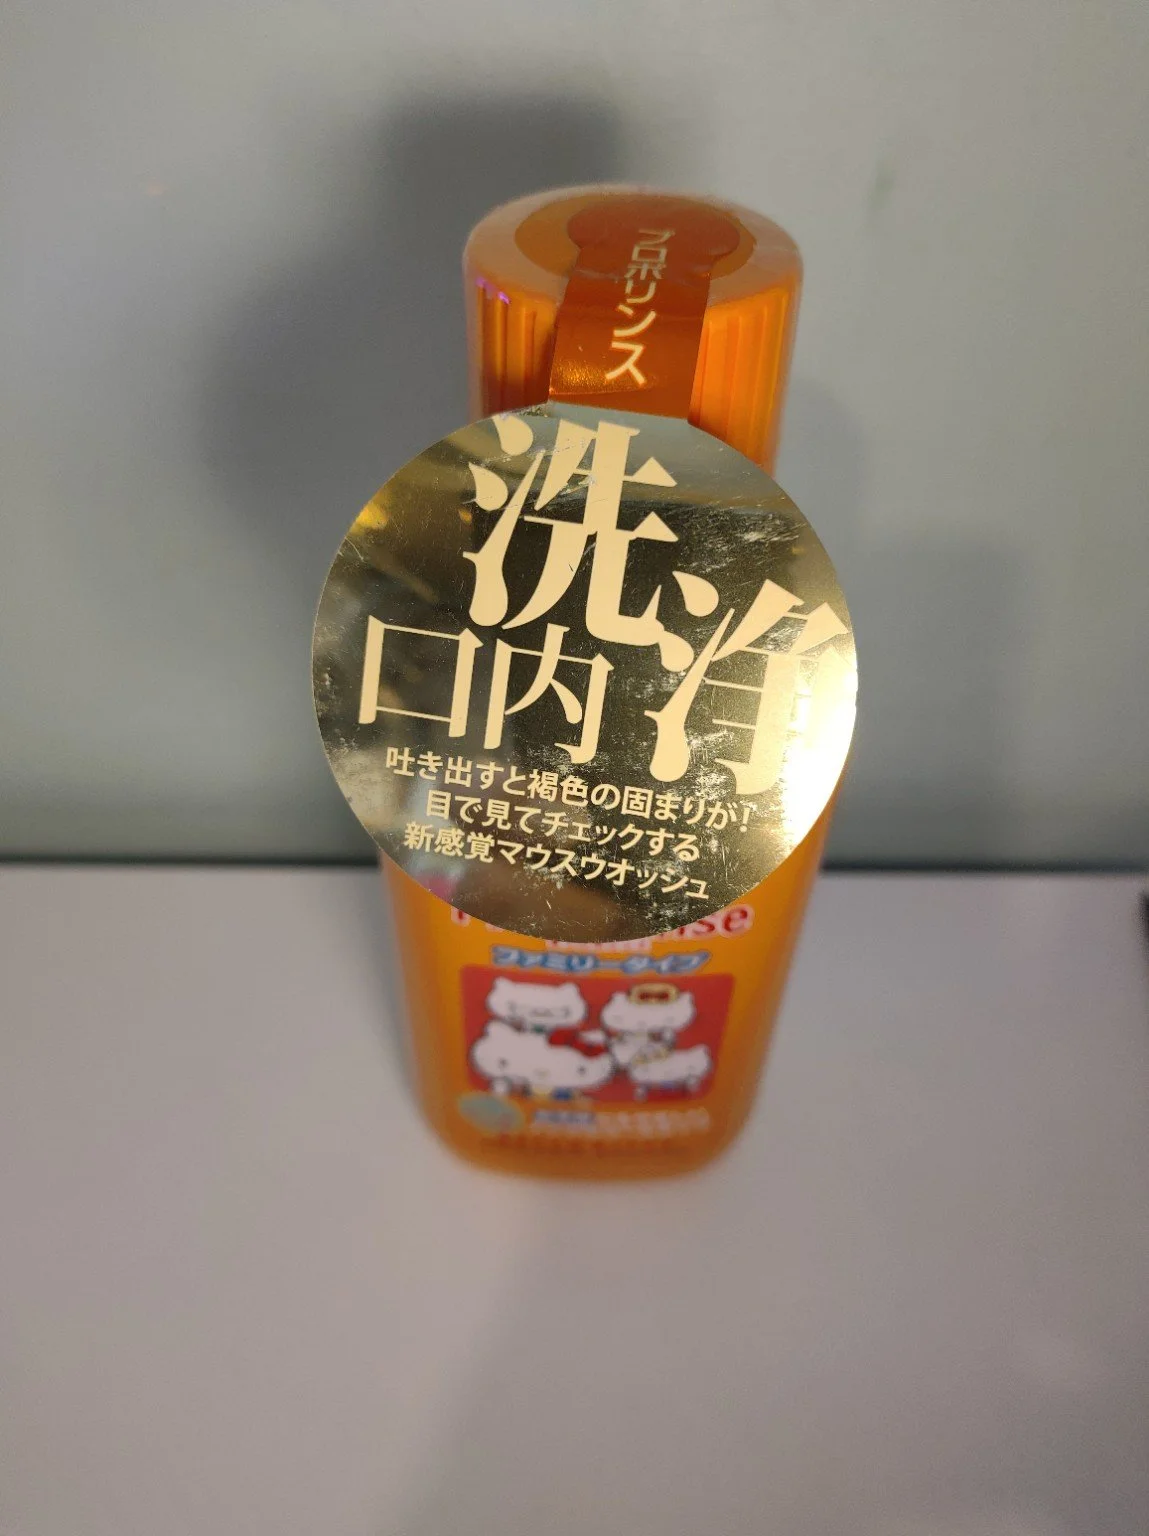 プロポリンス
口内洗浄
吐き出すと褐色の固まりが!
目で見てチェックする
新感覚マウスウオッシュ
ファミリータイプ